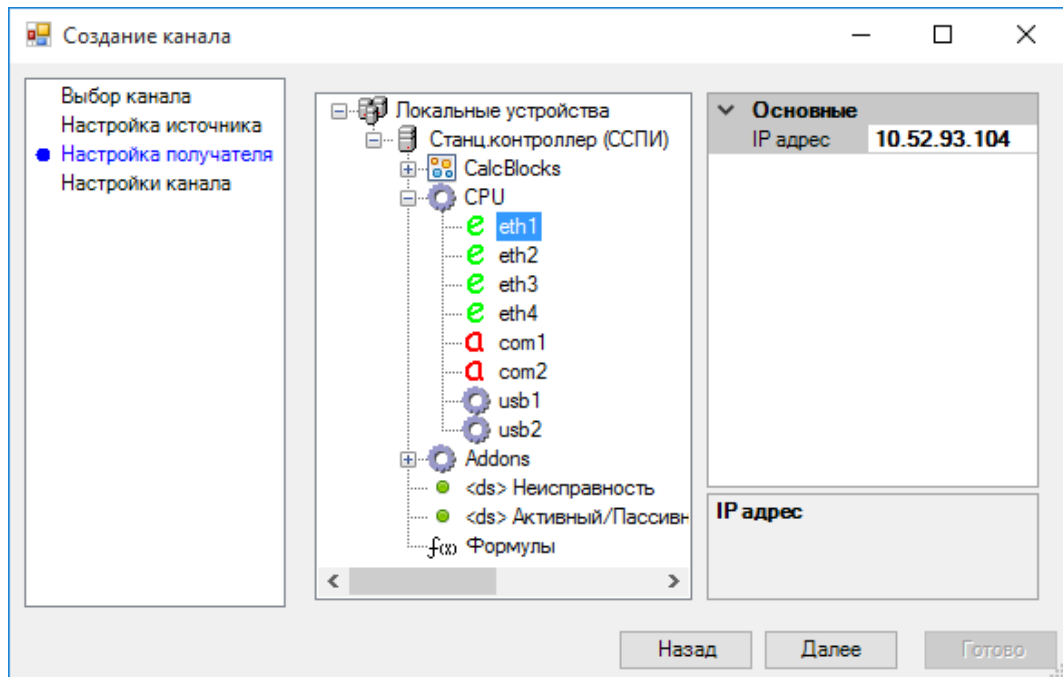 Создание канала
Выбор канала
Настройка источника
Настройка получателя
Настройки канала
Локальные устройства
Станц.контроллер (ССПИ)
CalcBlocks
CPU
eth1
eth2
eth3
eth4
com1
com2
usb1
usb2
Addons
<ds> Неисправность
<ds> Активный/Пассивн
f(x) Формулы
Основные
IP адрес 10.52.93.104
IP адрес
Назад Далее Готово